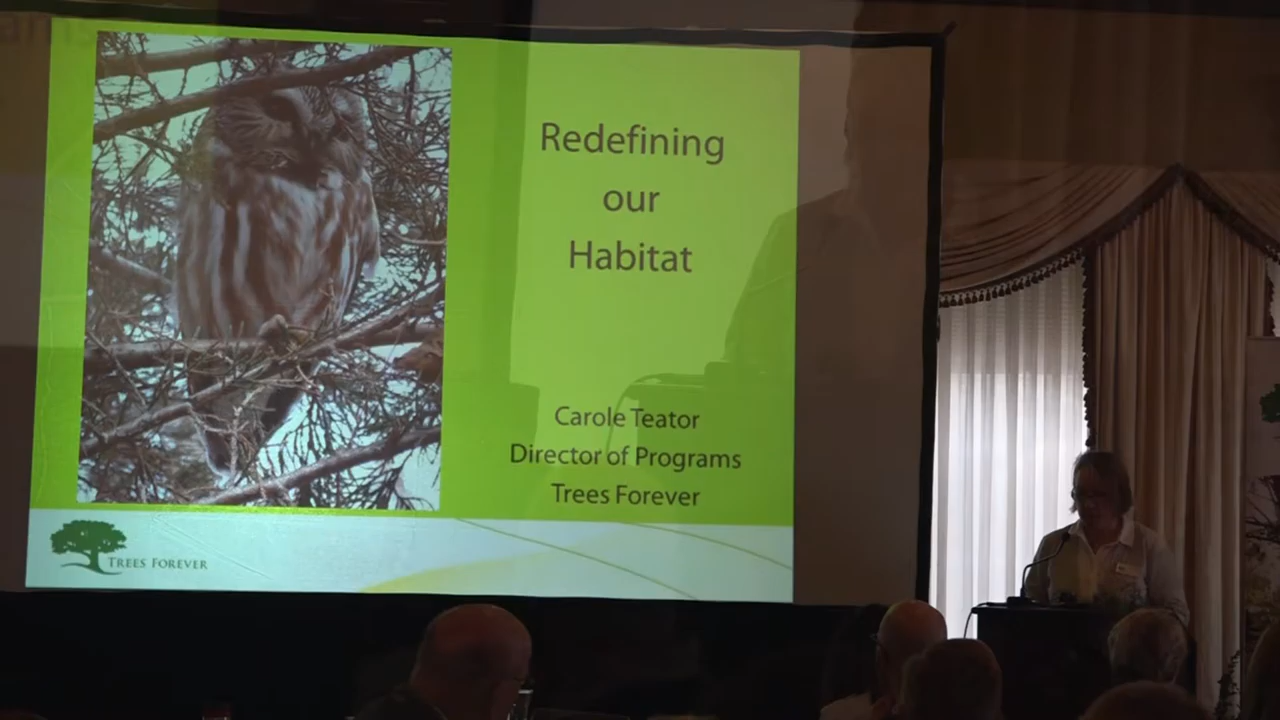 Redefining
our
Habitat
Carole Teator
Director of Programs
Trees Forever
TREES FOREVER